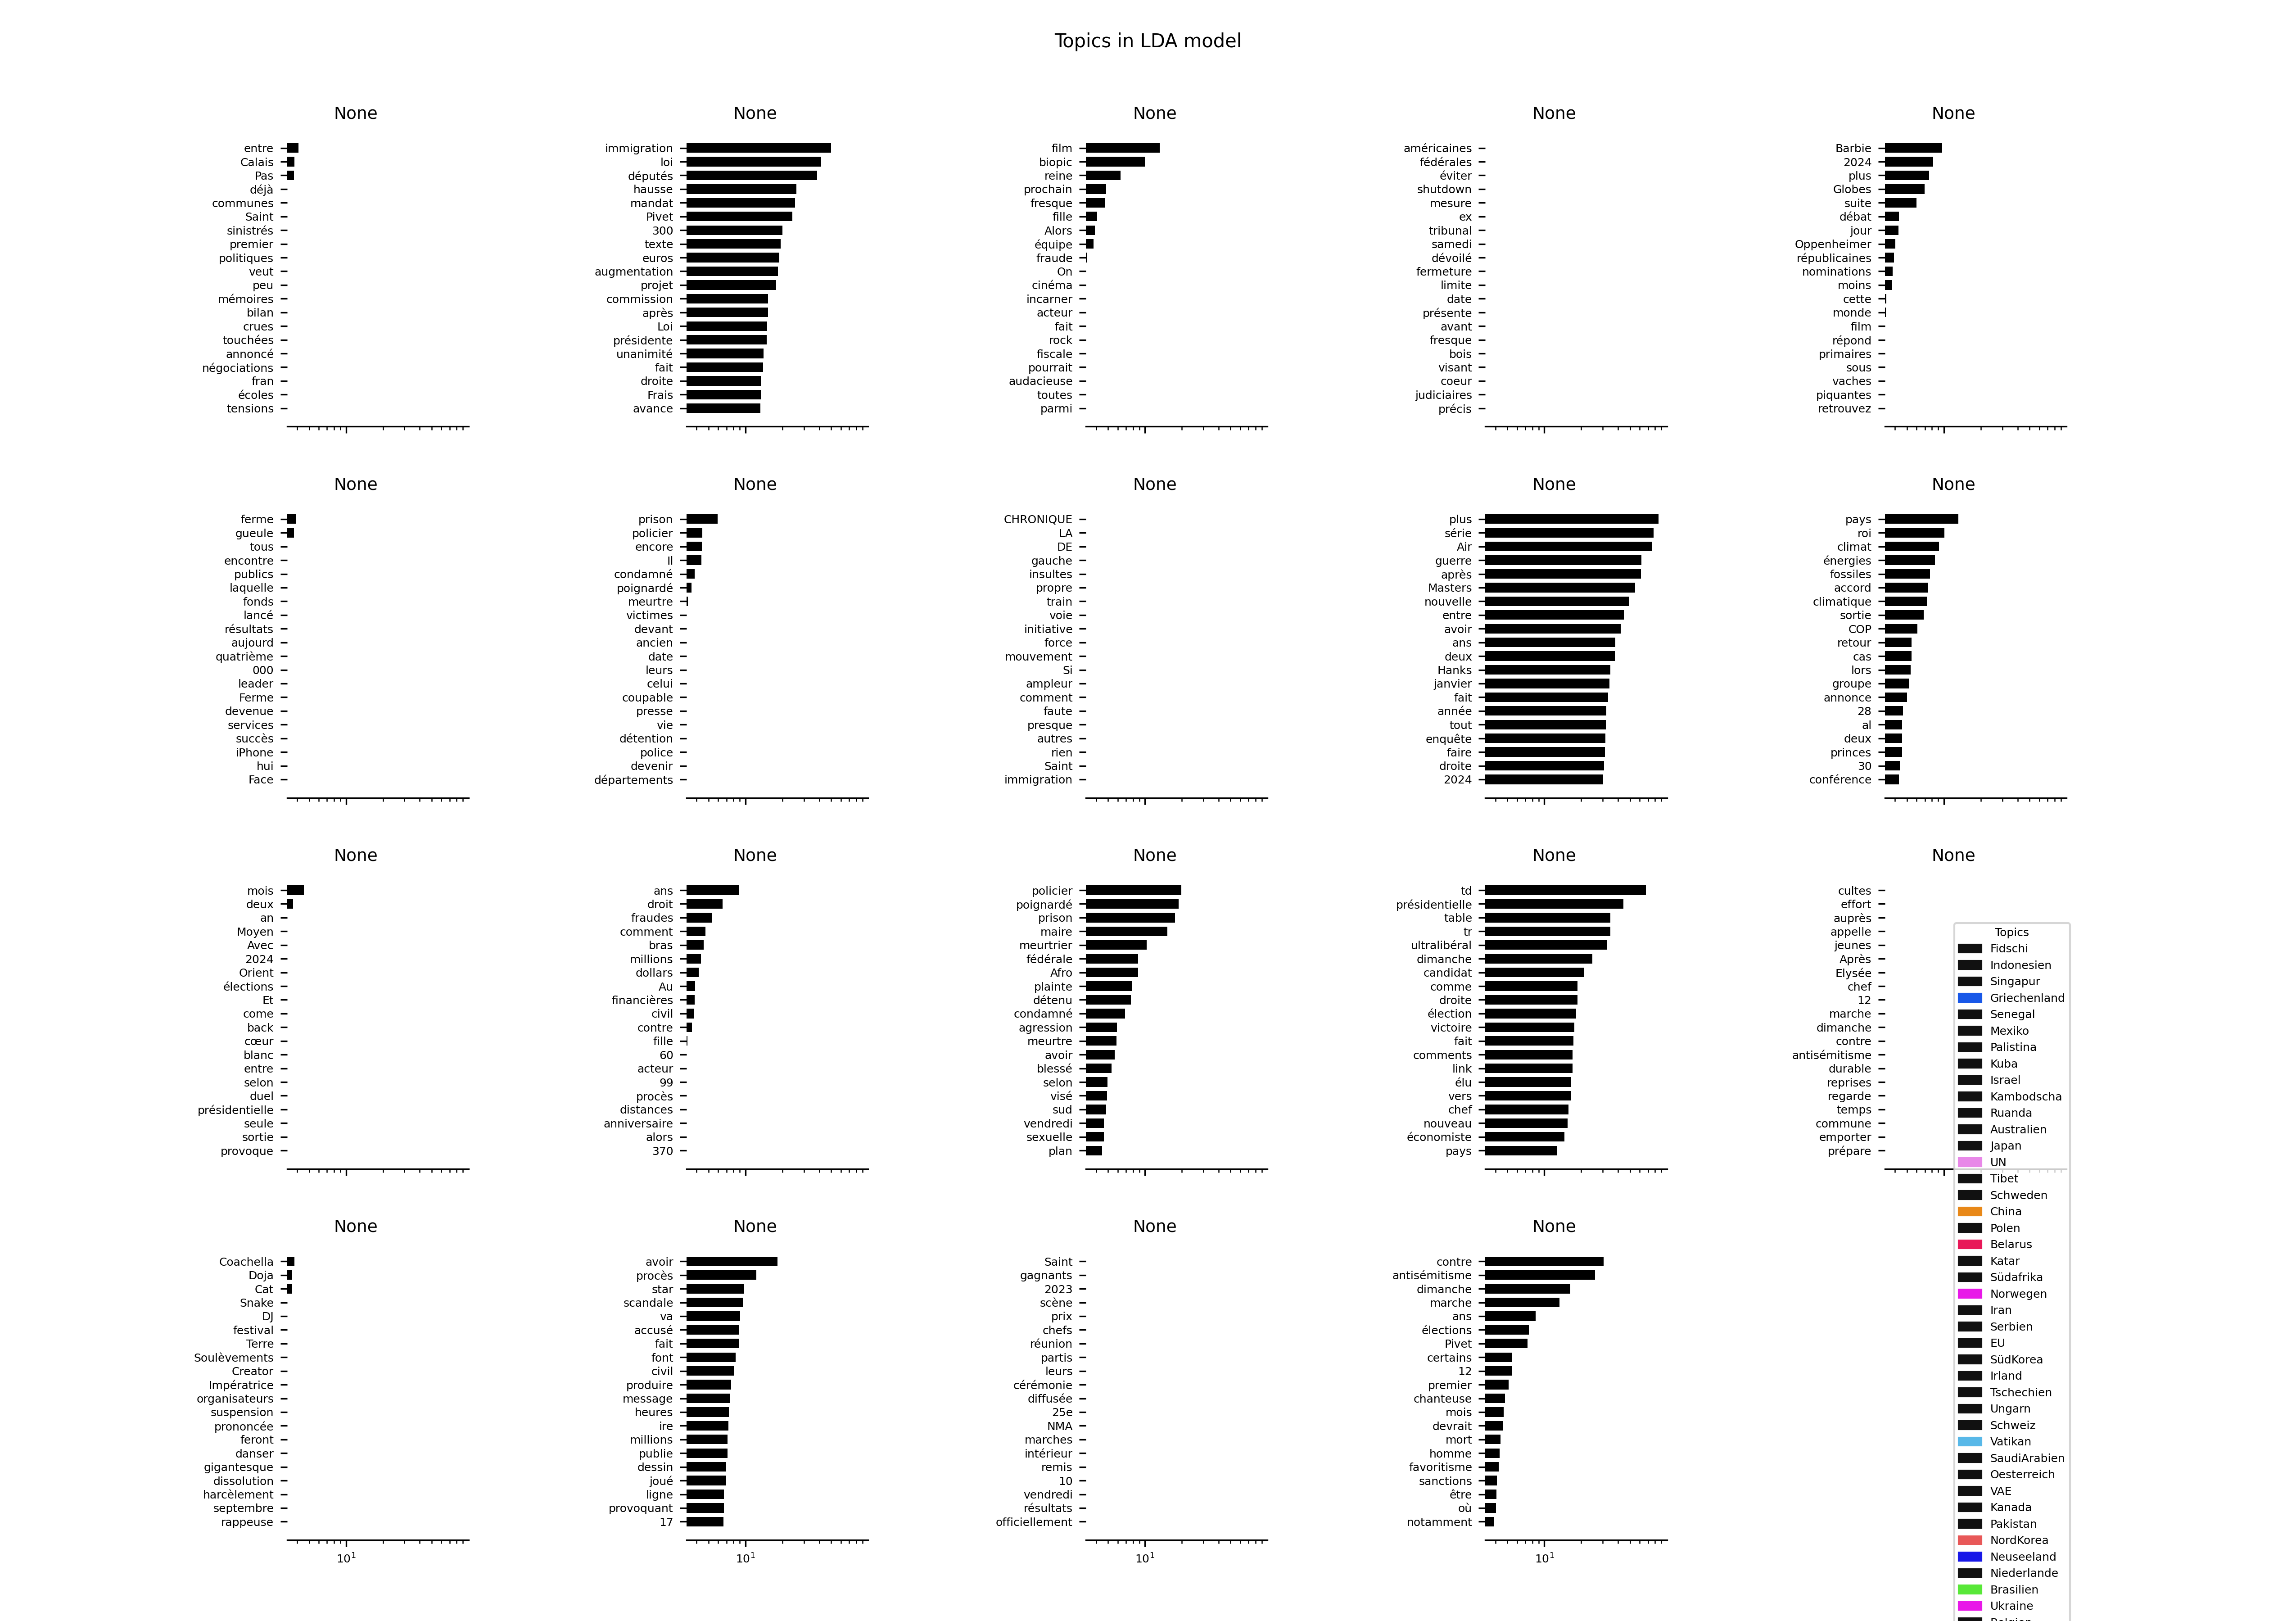 Topics in LDA model
None
entre
Calais
Pas
déjà
communes
Saint
sinistrés
premier
politiques
veut
peu
mémoires
bilan
crues
touchées
annoncé
négociations
fran
écoles
tensions
None
immigration
loi
députés
hausse
mandat
Pivet
300
texte
euros
augmentation
projet
commission
après
Loi
présidente
unanimité
fait
droite
Frais
avance
None
film
biopic
reine
prochain
fresque
fille
Alors
équipe
fraude
On
cinéma
incarner
acteur
fait
rock
fiscale
pourrait
audacieuse
toutes
parmi
None
américaines
fédérales
éviter
shutdown
mesure
ex
tribunal
samedi
dévoilé
fermeture
limite
date
présente
avant
fresque
bois
visant
coeur
judiciaires
précis
None
Barbie
2024
plus
Globes
suite
débat
jour
Oppenheimer
républicaines
nominations
moins
cette
monde
film
répond
primaires
sous
vaches
piquantes
retrouvez
None
ferme
gueule
tous
encontre
publics
laquelle
fonds
lancé
résultats
aujourd
quatrième
000
leader
Ferme
devenue
services
succès
iPhone
hui
Face
None
prison
policier
encore
Il
condamné
poignardé
meurtre
victimes
devant
ancien
date
leurs
celui
coupable
presse
vie
détention
police
devenir
départements
None
CHRONIQUE
LA
DE
gauche
insultes
propre
train
voie
initiative
force
mouvement
Si
ampleur
comment
faute
presque
autres
rien
Saint
immigration
None
plus
série
Air
guerre
après
Masters
nouvelle
entre
avoir
ans
deux
Hanks
janvier
fait
année
tout
enquête
faire
droite
2024
None
pays
roi
climat
énergies
fossiles
accord
climatique
sortie
COP
retour
cas
lors
groupe
annonce
28
al
deux
princes
30
conférence
None
mois
deux
an
Moyen
Avec
2024
Orient
élections
Et
come
back
cœur
blanc
entre
selon
duel
présidentielle
seule
sortie
provoque
None
ans
droit
fraudes
comment
bras
millions
dollars
Au
financières
civil
contre
fille
60
acteur
99
procès
distances
anniversaire
alors
370
None
policier
poignardé
prison
maire
meurtrier
fédérale
Afro
plainte
détenu
condamné
agression
meurtre
avoir
blessé
selon
visé
sud
vendredi
sexuelle
plan
None
td
présidentielle
table
tr
ultralibéral
dimanche
candidat
comme
droite
élection
victoire
fait
comments
link
élu
vers
chef
nouveau
économiste
pays
None
cultes
effort
auprès
appelle
jeunes
Après
Elysée
chef
12
marche
dimanche
contre
antisémitisme
durable
reprises
regarde
temps
commune
emporter
prépare
None
Coachella
Doja
Cat
Snake
DJ
festival
Terre
Soulèvements
Creator
Impératrice
organisateurs
suspension
prononcée
feront
danser
gigantesque
dissolution
harcèlement
septembre
rappeuse
10¹
None
avoir
procès
star
scandale
va
accusé
fait
font
civil
produire
message
heures
ire
millions
publie
dessin
joué
ligne
provoquant
17
10¹
None
Saint
gagnants
2023
scène
prix
chefs
réunion
partis
leurs
cérémonie
diffusée
25e
NMA
marches
intérieur
remis
10
vendredi
résultats
officiellement
10¹
None
contre
antisémitisme
dimanche
marche
ans
élections
Pivet
certains
12
premier
chanteuse
mois
devrait
mort
homme
favoritisme
sanctions
être
où
notamment
10¹
Topics
Fidschi
Indonesien
Singapur
Griechenland
Senegal
Mexiko
Palistina
Kuba
Israel
Kambodscha
Ruanda
Australien
Japan
UN
Tibet
Schweden
China
Polen
Belarus
Katar
Südafrika
Norwegen
Iran
Serbien
EU
SüdKorea
Irland
Tschechien
Ungarn
Schweiz
Vatikan
SaudiArabien
Oesterreich
VAE
Kanada
Pakistan
NordKorea
Neuseeland
Niederlande
Brasilien
Ukraine